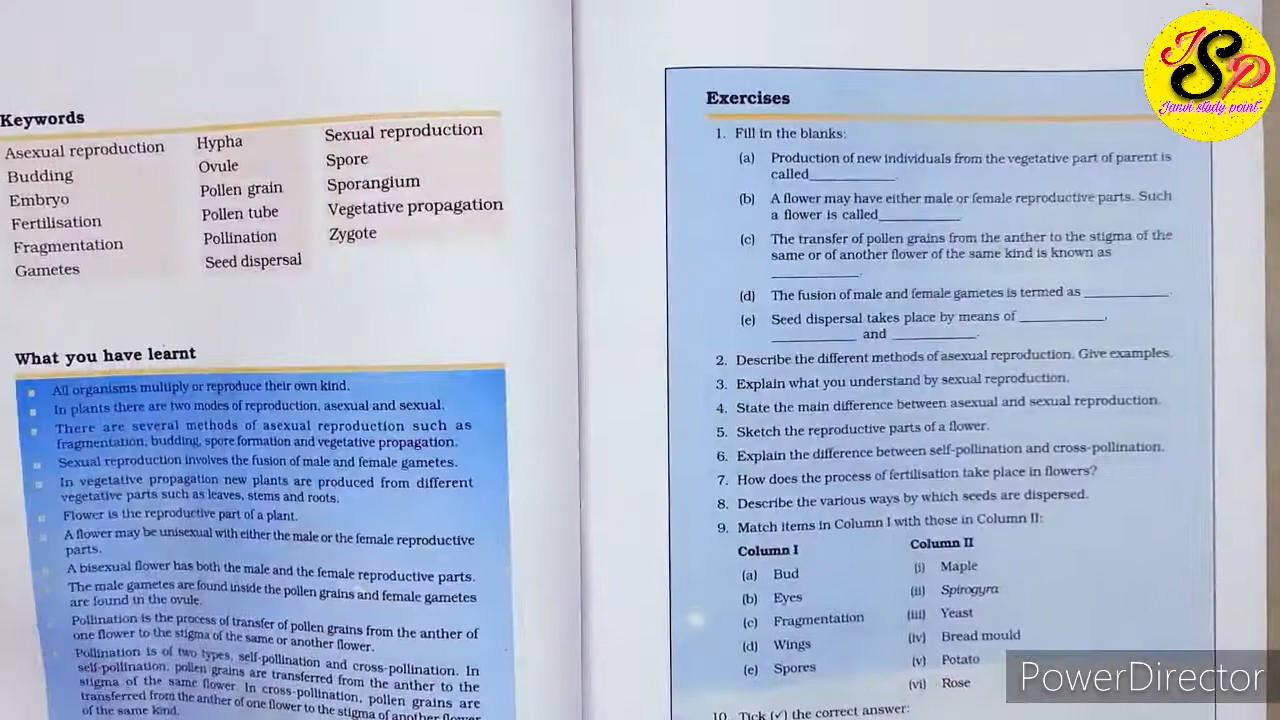 Keywords
Asexual reproduction
Budding
Embryo
Fertilisation
Fragmentation
Gametes
Hypha
Ovule
Pollen grain
Pollen tube
Pollination
Seed dispersal
Sexual reproduction
Spore
Sporangium
Vegetative propagation
Zygote
What you have learnt
All organisms multiply or reproduce their own kind.
In plants there are two modes of reproduction, asexual and sexual.
There are several methods of asexual reproduction such as
fragmentation, budding, spore formation and vegetative propagation.
Sexual reproduction involves the fusion of male and female gametes.
In vegetative propagation new plants are produced from different
vegetative parts such as leaves, stems and roots.
Flower is the reproductive part of a plant.
A flower may be unisexual with either the male or the female reproductive
parts.
A bisexual flower has both the male and the female reproductive parts.
The male gametes are found inside the pollen grains and female gametes
are found in the ovule.
Pollination is the process of transfer of pollen grains from the anther of
one flower to the stigma of the same or another flower.
Pollination is of two types, self-pollination and cross-pollination. In
self-pollination, pollen grains are transferred from the anther to the
stigma of the same flower. In cross-pollination, pollen grains are
transferred from the anther of one flower to the stigma of another flower
of the same kind.
Exercises
1. Fill in the blanks:
(a) Production of new individuals from the vegetative part of parent is
called____________.
(b) A flower may have either male or female reproductive parts. Such
a flower is called____________
(c) The transfer of pollen grains from the anther to the stigma of the
same or of another flower of the same kind is known as
____________.
(d) The fusion of male and female gametes is termed as ____________.
(e) Seed dispersal takes place by means of ____________,
____________ and ____________.
2. Describe the different methods of asexual reproduction. Give examples.
3. Explain what you understand by sexual reproduction.
4. State the main difference between asexual and sexual reproduction.
5. Sketch the reproductive parts of a flower.
6. Explain the difference between self-pollination and cross-pollination.
7. How does the process of fertilisation take place in flowers?
8. Describe the various ways by which seeds are dispersed.
9. Match items in Column I with those in Column II:
Column I Column II
(a) Bud (i) Maple
(b) Eyes (ii) Spirogyra
(c) Fragmentation (iii) Yeast
(d) Wings (iv) Bread mould
(e) Spores (v) Potato
(vi) Rose
10. Tick (✓) the correct answer:
JSP
Janvi study point
PowerDirector